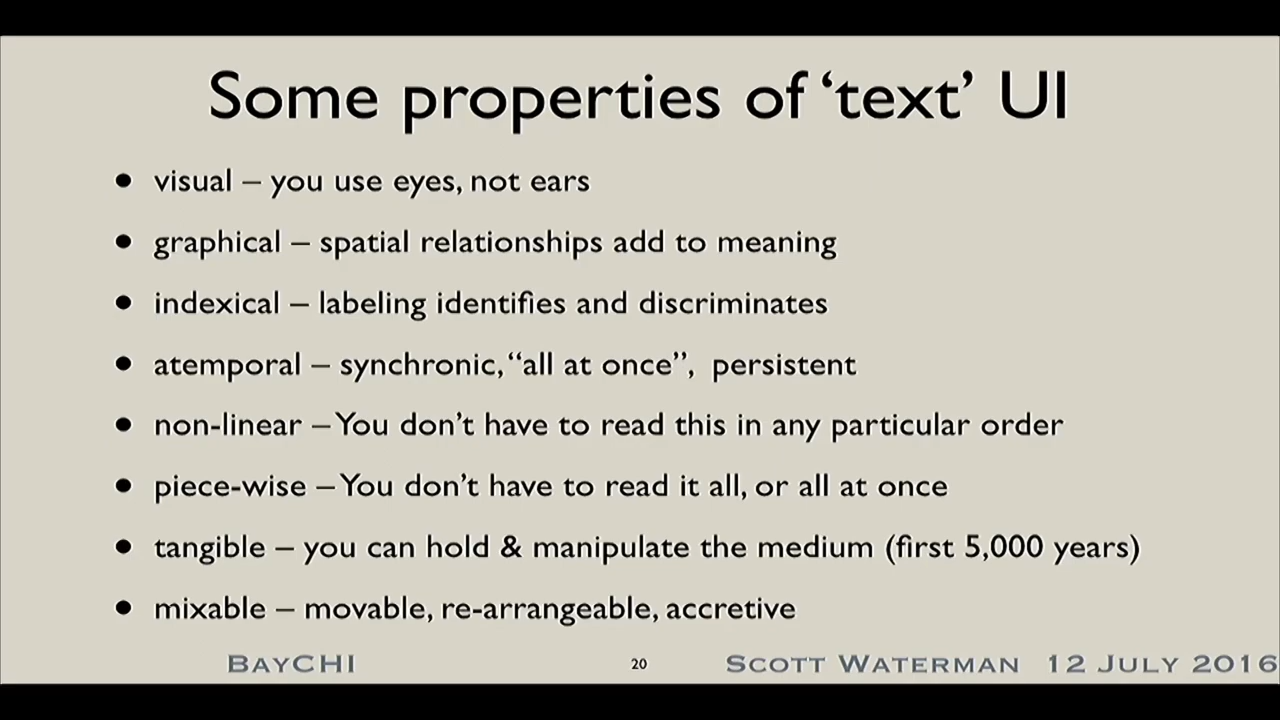 Some properties of ‘text’ UI
• visual – you use eyes, not ears
• graphical – spatial relationships add to meaning
• indexical – labeling identifies and discriminates
• atemporal – synchronic, “all at once”, persistent
• non-linear – You don’t have to read this in any particular order
• piece-wise – You don’t have to read it all, or all at once
• tangible – you can hold & manipulate the medium (first 5,000 years)
• mixable – movable, re-arrangeable, accretive
BayCHI 20 Scott Waterman 12 July 2016